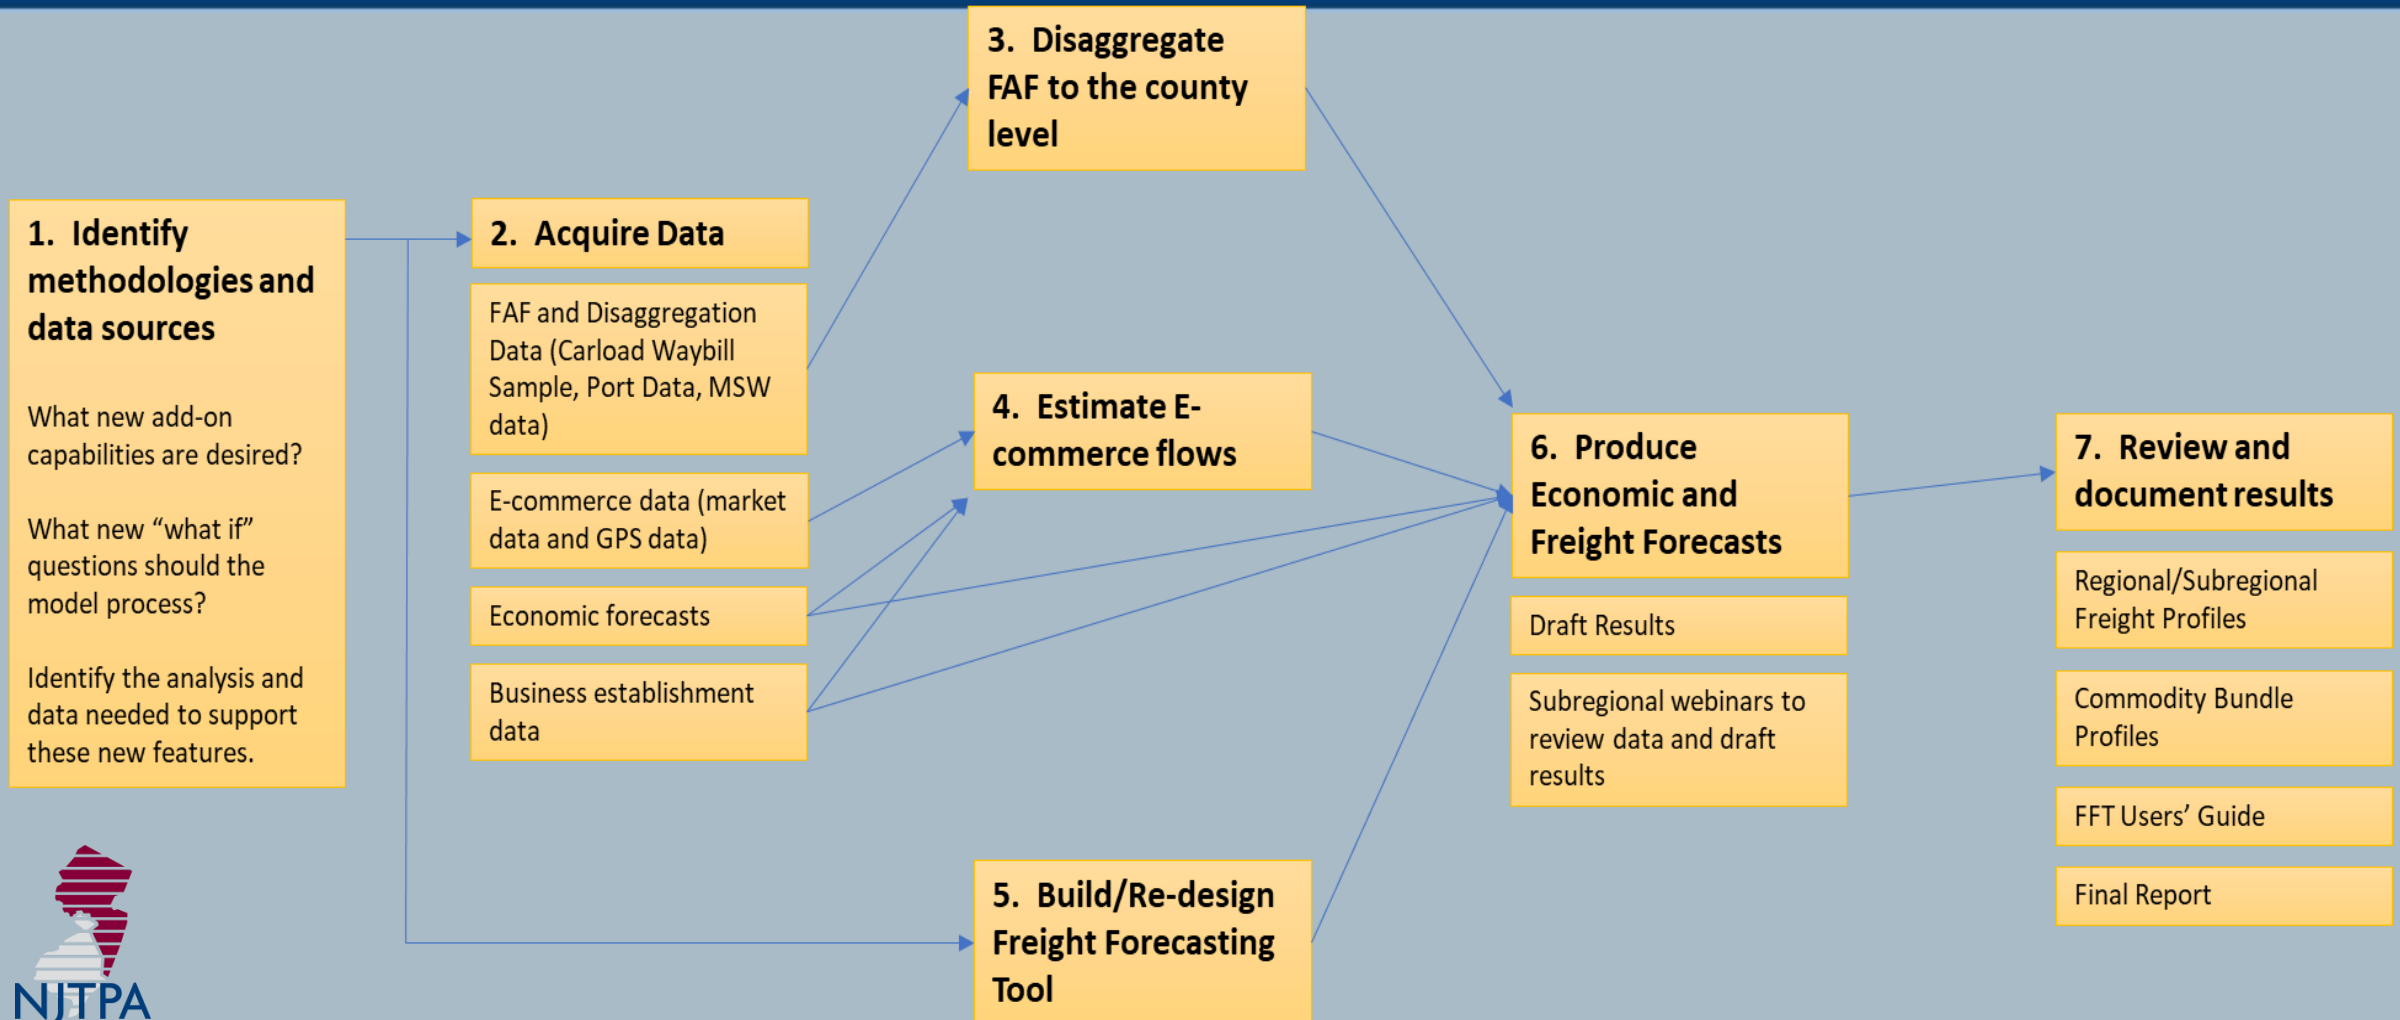 1. Identify
methodologies and
data sources
What new add-on
capabilities are desired?
What new “what if”
questions should the
model process?
Identify the analysis and
data needed to support
these new features.
2. Acquire Data
FAF and Disaggregation
Data (Carload Waybill
Sample, Port Data, MSW
data)
E-commerce data (market
data and GPS data)
Economic forecasts
Business establishment
data
3. Disaggregate
FAF to the county
level
4. Estimate E-
commerce flows
5. Build/Re-design
Freight Forecasting
Tool
6. Produce
Economic and
Freight Forecasts
Draft Results
Subregional webinars to
review data and draft
results
7. Review and
document results
Regional/Subregional
Freight Profiles
Commodity Bundle
Profiles
FFT Users’ Guide
Final Report
NJTPA